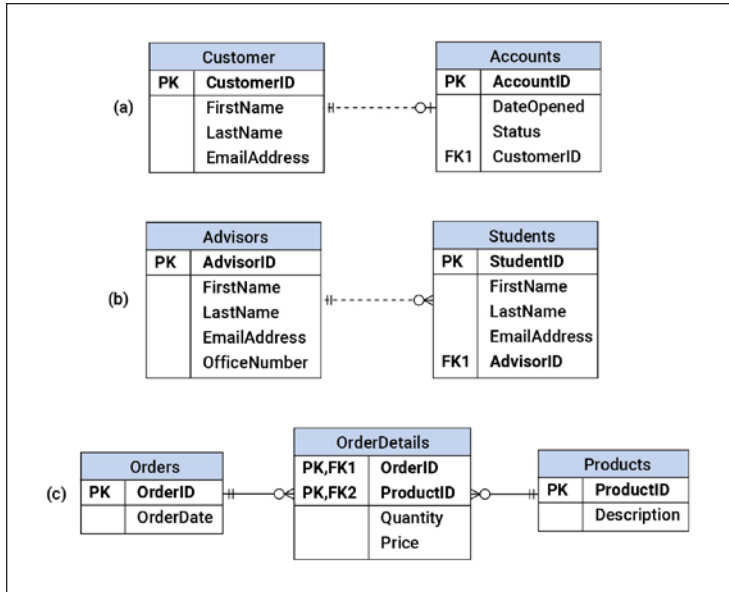 Customer
PK CustomerID
FirstName
LastName
EmailAddress
(a)
Accounts
PK AccountID
DateOpened
Status
FK1 CustomerID
Advisors
PK AdvisorID
FirstName
LastName
EmailAddress
OfficeNumber
(b)
Students
PK StudentID
FirstName
LastName
EmailAddress
FK1 AdvisorID
(c)
Orders
PK OrderID
OrderDate
OrderDetails
PK,FK1 OrderID
PK,FK2 ProductID
Quantity
Price
Products
PK ProductID
Description